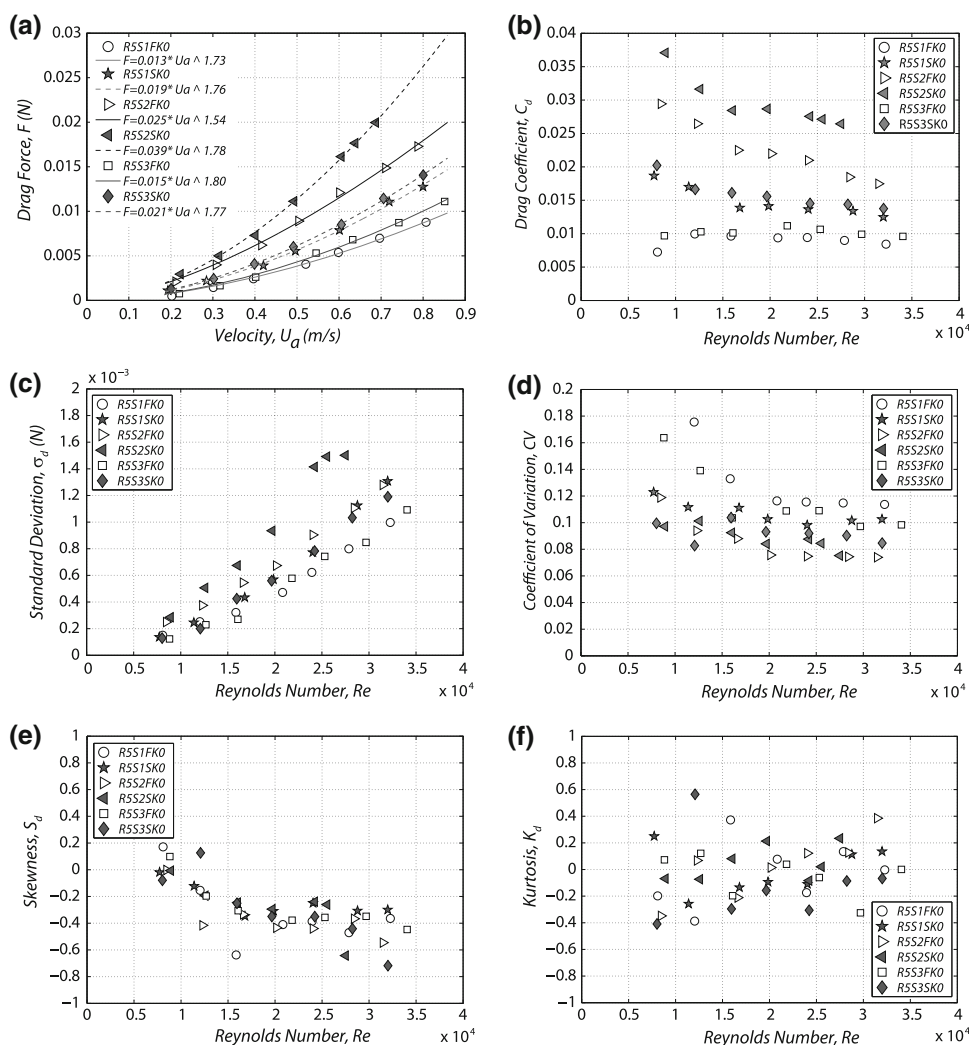 (a)
0.03
0.025
0.02
0.015
0.01
0.005
0
Drag Force, F (N)
R5S1FK0
F=0.013* Ua ^ 1.73
R5S1SK0
F=0.019* Ua ^ 1.76
R5S2FK0
F=0.025* Ua ^ 1.54
R5S2SK0
F=0.039* Ua ^ 1.78
R5S3FK0
F=0.015* Ua ^ 1.80
R5S3SK0
F=0.021* Ua ^ 1.77
0 0.1 0.2 0.3 0.4 0.5 0.6 0.7 0.8 0.9
Velocity, Ua (m/s)
(b)
0.04
0.035
0.03
0.025
0.02
0.015
0.01
0.005
0
Drag Coefficient, Cd
R5S1FK0
R5S1SK0
R5S2FK0
R5S2SK0
R5S3FK0
R5S3SK0
0 0.5 1 1.5 2 2.5 3 3.5 4
Reynolds Number, Re
x 10^4
(c)
x 10^-3
2
1.8
1.6
1.4
1.2
1
0.8
0.6
0.4
0.2
0
Standard Deviation, σd (N)
R5S1FK0
R5S1SK0
R5S2FK0
R5S2SK0
R5S3FK0
R5S3SK0
0 0.5 1 1.5 2 2.5 3 3.5 4
Reynolds Number, Re
x 10^4
(d)
0.2
0.18
0.16
0.14
0.12
0.1
0.08
0.06
0.04
0.02
0
Coefficient of Variation, CV
R5S1FK0
R5S1SK0
R5S2FK0
R5S2SK0
R5S3FK0
R5S3SK0
0 0.5 1 1.5 2 2.5 3 3.5 4
Reynolds Number, Re
x 10^4
(e)
1
0.8
0.6
0.4
0.2
0
−0.2
−0.4
−0.6
−0.8
−1
Skewness, Sd
R5S1FK0
R5S1SK0
R5S2FK0
R5S2SK0
R5S3FK0
R5S3SK0
0 0.5 1 1.5 2 2.5 3 3.5 4
Reynolds Number, Re
x 10^4
(f)
1
0.8
0.6
0.4
0.2
0
−0.2
−0.4
−0.6
−0.8
−1
Kurtosis, Kd
R5S1FK0
R5S1SK0
R5S2FK0
R5S2SK0
R5S3FK0
R5S3SK0
0 0.5 1 1.5 2 2.5 3 3.5 4
Reynolds Number, Re
x 10^4